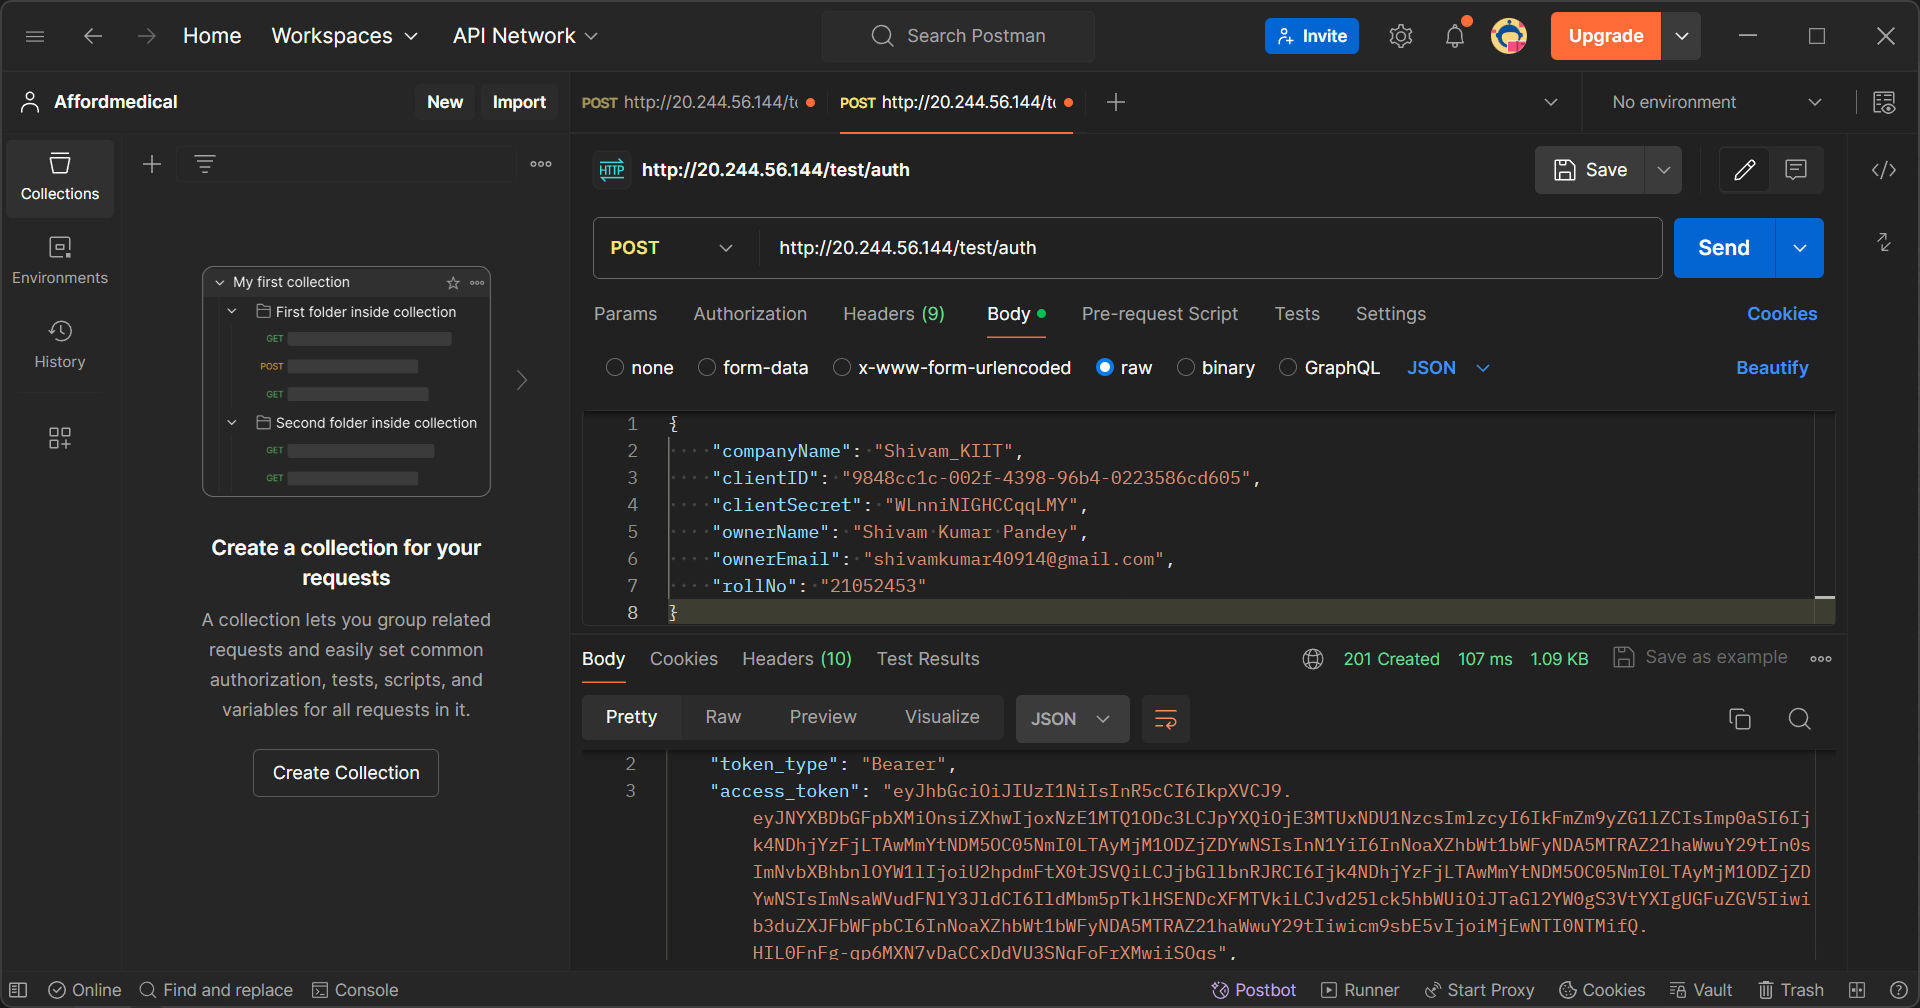 Home
Workspaces
API Network
Search Postman
Invite
Upgrade
Affordmedical
New
Import
POST http://20.244.56.144/t
POST http://20.244.56.144/t
No environment
Collections
Environments
History
My first collection
First folder inside collection
GET
POST
GET
Second folder inside collection
GET
GET
Create a collection for your
requests
A collection lets you group related
requests and easily set common
authorization, tests, scripts, and
variables for all requests in it.
Create Collection
HTTP
http://20.244.56.144/test/auth
Save
POST
http://20.244.56.144/test/auth
Send
Params
Authorization
Headers (9)
Body
Pre-request Script
Tests
Settings
Cookies
none
form-data
x-www-form-urlencoded
raw
binary
GraphQL
JSON
Beautify
1 {
2 "companyName": "Shivam_KIIT",
3 "clientID": "9848cc1c-002f-4398-96b4-0223586cd605",
4 "clientSecret": "WLnniNIGHCCqqLMY",
5 "ownerName": "Shivam Kumar Pandey",
6 "ownerEmail": "shivamkumar40914@gmail.com",
7 "rollNo": "21052453"
8 }
Body
Cookies
Headers (10)
Test Results
201 Created
107 ms
1.09 KB
Save as example
Pretty
Raw
Preview
Visualize
JSON
2 "token_type": "Bearer",
3 "access_token": "eyJhbGciOiJIUzI1NiIsInR5cCI6IkpXVCJ9.
eyJNYXBDbGFpbXMiOnsiZXhwIjoxNzE1MTQ1ODc3LCJpYXQiOjE3MTUxNDU1NzcsImlzcyI6IkFmZm9yZG1lZCIsImp0aSI6Ij
k4NDhjYzFjLTAwMmYtNDM5OC05NmI0LTAyMjM1ODZjZDYwNSIsInN1YiI6InNoaXZhbWt1bWFyNDA5MTRAZ21haWwuY29tIn0s
ImNvbXBhbnlOYW1lIjoiU2hpdmFtX0tJSVQiLCJjbGllbnRJRCI6Ijk4NDhjYzFjLTAwMmYtNDM5OC05NmI0LTAyMjM1ODZjZD
YwNSIsImNsaWVudFNlY3JldCI6IldMbm5pTklHSENDcXFMTVkiLCJvd25lck5hbWUiOiJTaGl2YW0gS3VtYXIgUGFuZGV5Iiwi
b3duZXJFbWFpbCI6InNoaXZhbWt1bWFyNDA5MTRAZ21haWwuY29tIiwicm9sbE5vIjoiMjEwNTI0NTMifQ.
HIL0FnFg-qp6MXN7vDaCCxDdVU3SNqFoFrXMwiiSOqs",
Online
Find and replace
Console
Postbot
Runner
Start Proxy
Cookies
Vault
Trash